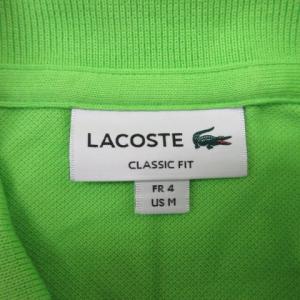 LACOSTE
CLASSIC FIT
FR 4
US M